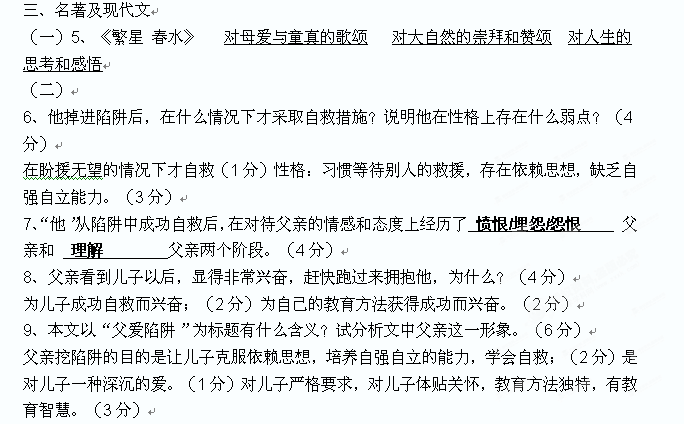 三、名著及现代文
（一）5、《繁星 春水》 对母爱与童真的歌颂 对大自然的崇拜和赞颂 对人生的
思考和感悟
（二）
6、他掉进陷阱后，在什么情况下才采取自救措施？说明他在性格上存在什么弱点？（4
分）
在盼援无望的情况下才自救（1分）性格：习惯等待别人的救援，存在依赖思想，缺乏自
强自立能力。（3分）
7、“他”从陷阱中成功自救后，在对待父亲的情感和态度上经历了 愤恨/埋怨/怨恨 父
亲和 理解 父亲两个阶段。（4分）
8、父亲看到儿子以后，显得非常兴奋，赶快跑过来拥抱他，为什么？（4分）
为儿子成功自救而兴奋；（2分）为自己的教育方法获得成功而兴奋。（2分）
9、本文以“父爱陷阱”为标题有什么含义？试分析文中父亲这一形象。（6分）
父亲挖陷阱的目的是让儿子克服依赖思想，培养自强自立的能力，学会自救；（2分）是
对儿子一种深沉的爱。（1分）对儿子严格要求，对儿子体贴关怀，教育方法独特，有教
育智慧。（3分）